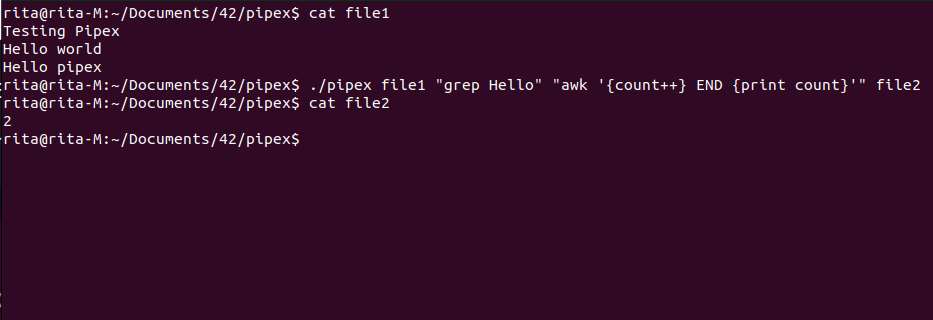 rita@rita-M:~/Documents/42/pipex$ cat file1
Testing Pipex
Hello world
Hello pipex
rita@rita-M:~/Documents/42/pipex$ ./pipex file1 "grep Hello" "awk '{count++} END {print count}'" file2
rita@rita-M:~/Documents/42/pipex$ cat file2
2
rita@rita-M:~/Documents/42/pipex$